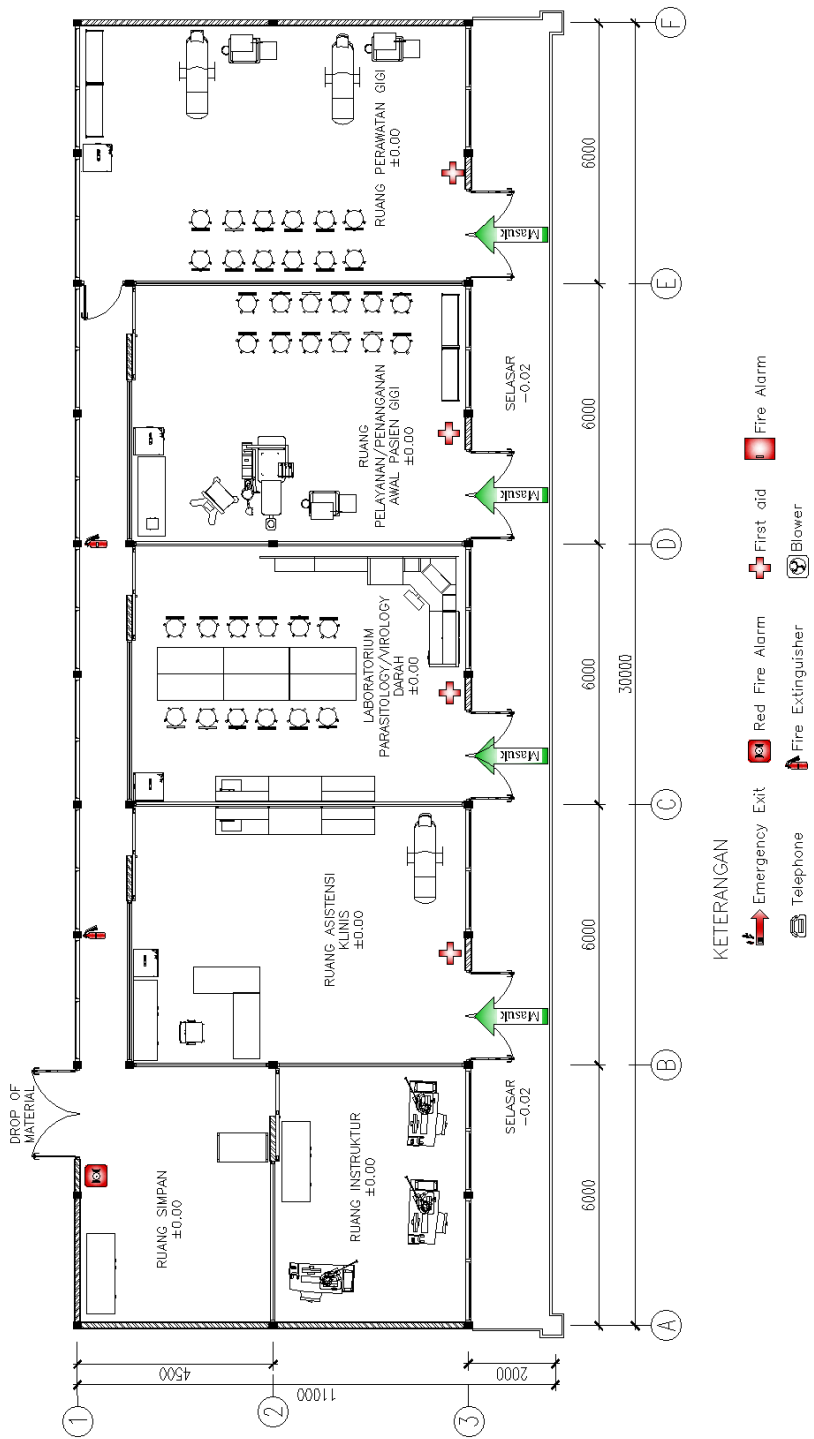 DROP OF
MATERIAL
RUANG SIMPAN
±0.00
RUANG INSTRUKTUR
±0.00
RUANG ASISTENSI
KLINIS
±0.00
LABORATORIUM
PARASITOLOGY/VIROLOGY
DARAH
±0.00
RUANG
PELAYANAN/PENANGANAN
AWAL PASIEN GIGI
±0.00
RUANG PERAWATAN GIGI
±0.00
Masuk
Masuk
Masuk
Masuk
SELASAR
-0.02
SELASAR
-0.02
6000
6000
6000
6000
6000
30000
A
B
C
D
E
F
1
2
3
4500
11000
2000
KETERANGAN
Emergency Exit
Red Fire Alarm
First aid
Fire Alarm
Telephone
Fire Extinguisher
Blower